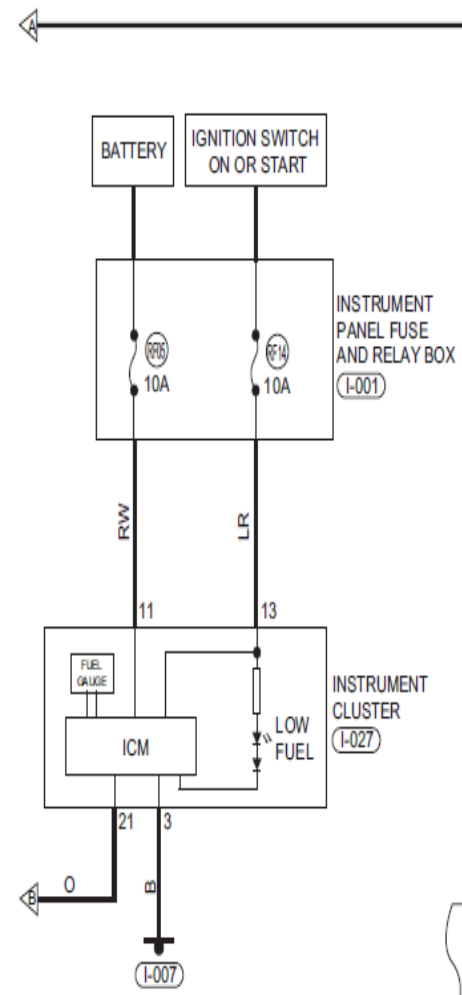 A
BATTERY
IGNITION SWITCH
ON OR START
RF05
10A
RF14
10A
INSTRUMENT
PANEL FUSE
AND RELAY BOX
I-001
RW
LR
11
13
FUEL
GAUGE
ICM
LOW
FUEL
INSTRUMENT
CLUSTER
I-027
21
3
B
O
B
I-007